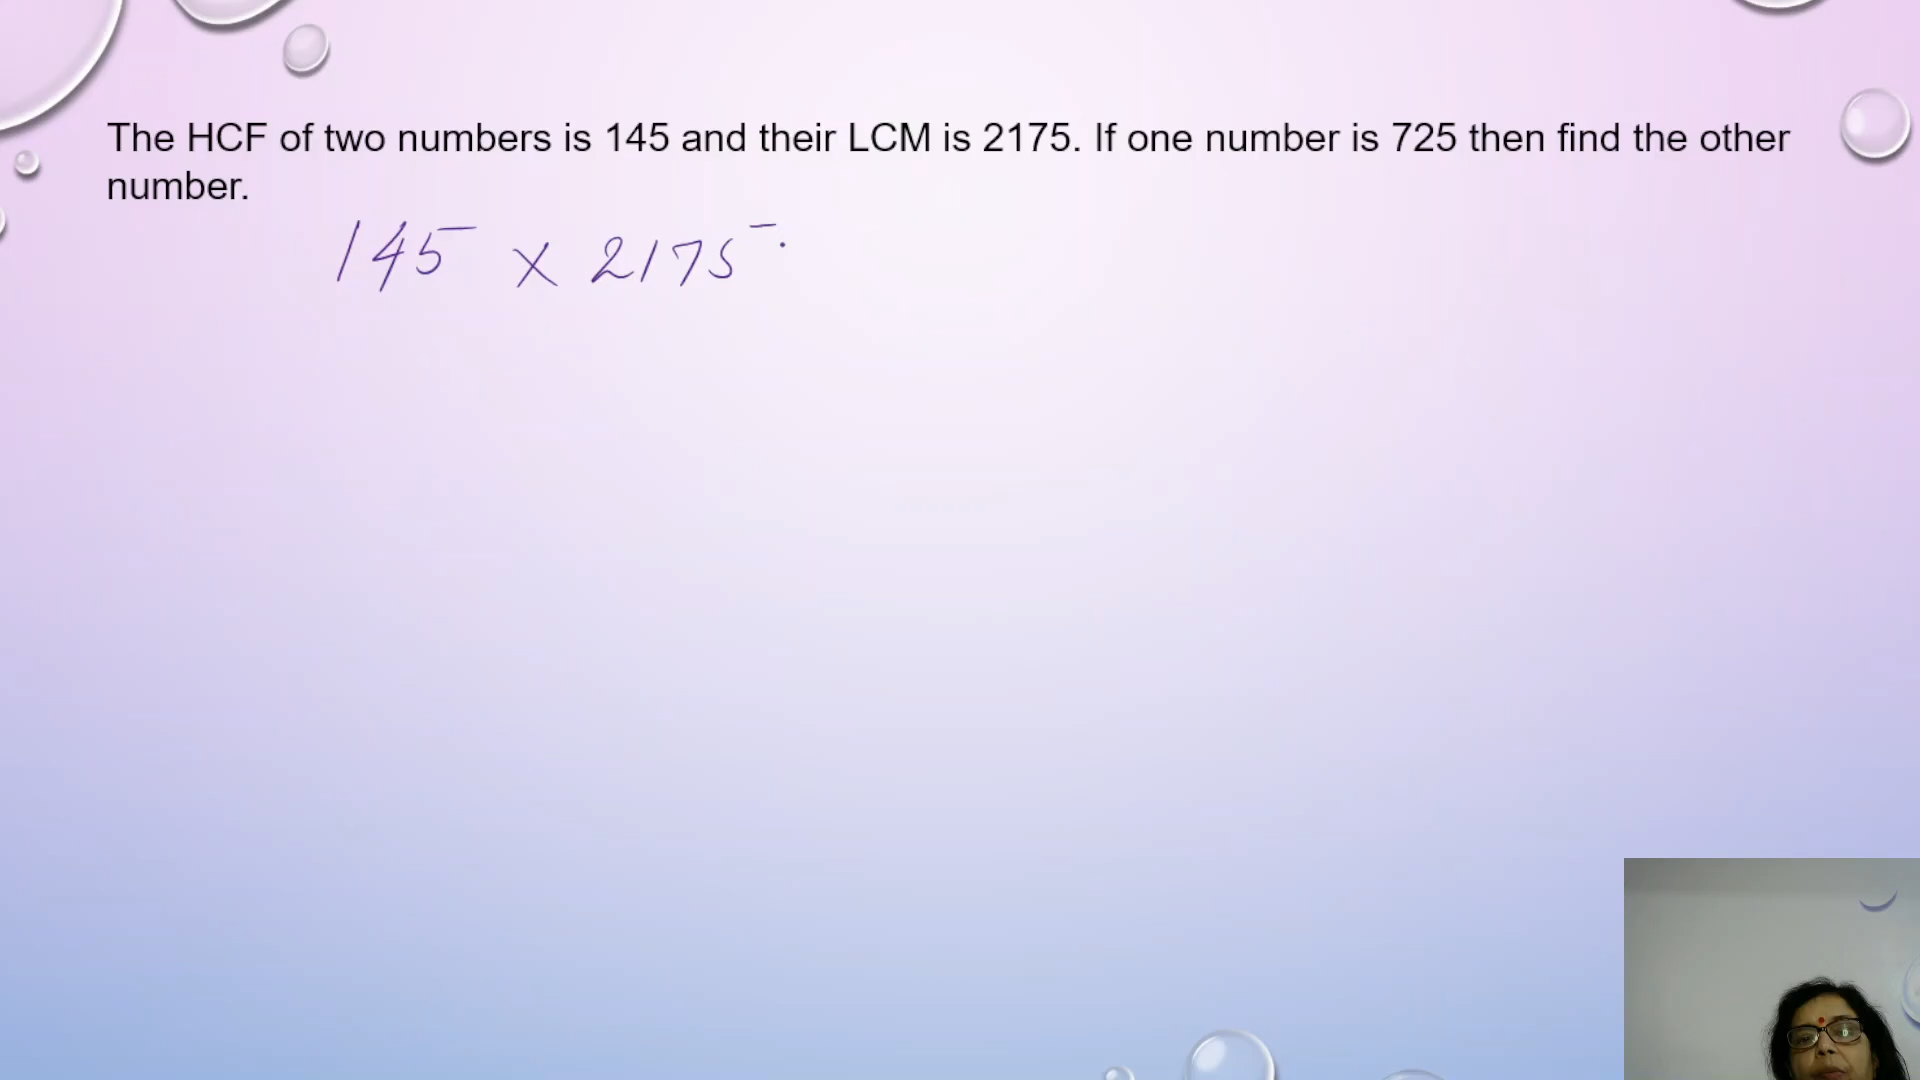 The HCF of two numbers is 145 and their LCM is 2175. If one number is 725 then find the other
number.
145 × 2175